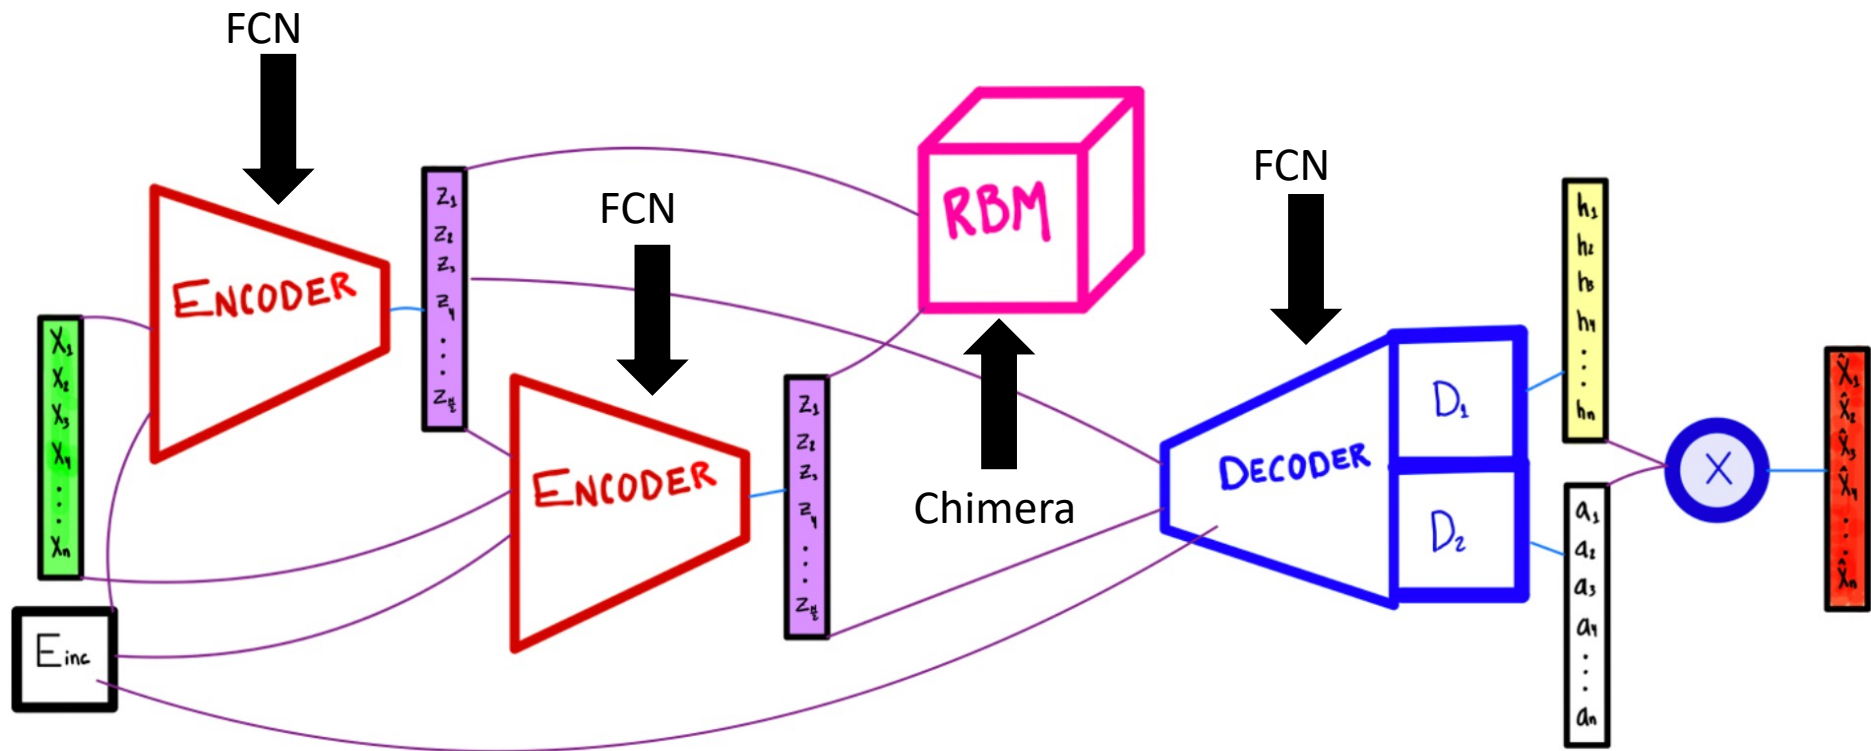 FCN
ENCODER
X₁
X₂
X₃
X₄
⋮
Xₙ
Einc
Z₁
Z₂
Z₃
Z₄
⋮
FCN
ENCODER
Z₁
Z₂
Z₃
Z₄
⋮
RBM
Chimera
FCN
DECODER
D₁
D₂
h₁
h₂
h₃
h₄
⋮
hₙ
a₁
a₂
a₃
a₄
⋮
aₙ
X
X̂₁
X̂₂
X̂₃
X̂₄
⋮
X̂ₙ